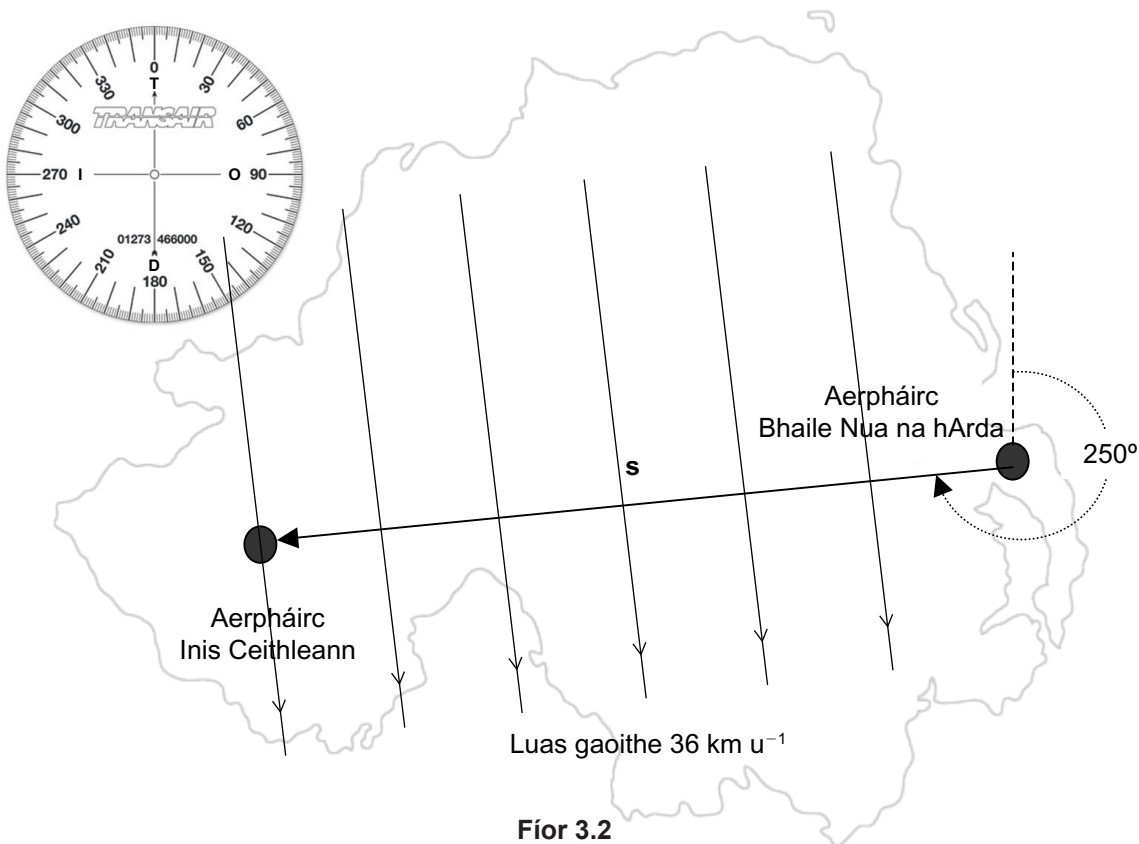 0
T
30
60
O 90
120
150
D
180
210
240
270 I
300
330
TRANSAIR
01273 466000
Aerpháirc
Bhaile Nua na hArda
250º
s
Aerpháirc
Inis Ceithleann
Luas gaoithe 36 km u⁻¹
Fíor 3.2